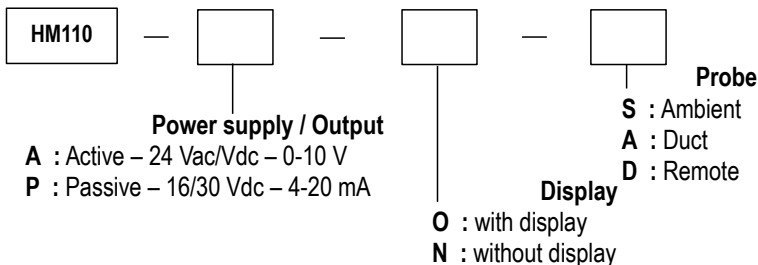 HM110 — —  —
Probe
S : Ambient
A : Duct
D : Remote
Power supply / Output
A : Active – 24 Vac/Vdc – 0-10 V
P : Passive – 16/30 Vdc – 4-20 mA
Display
O : with display
N : without display